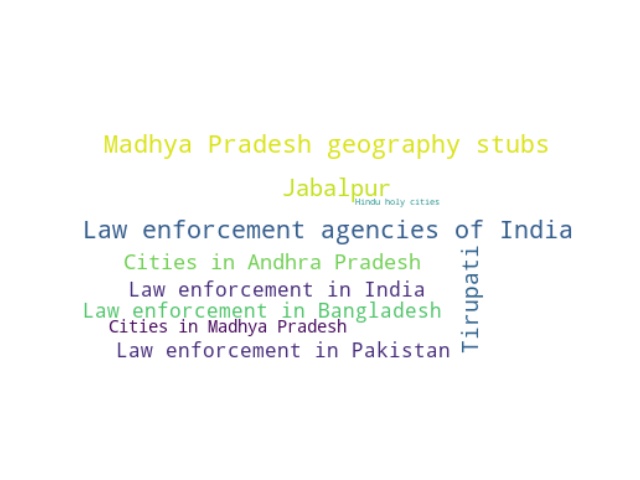 Madhya Pradesh geography stubs
Jabalpur
Hindu holy cities
Law enforcement agencies of India
Cities in Andhra Pradesh
Tirupati
Law enforcement in India
Law enforcement in Bangladesh
Cities in Madhya Pradesh
Law enforcement in Pakistan